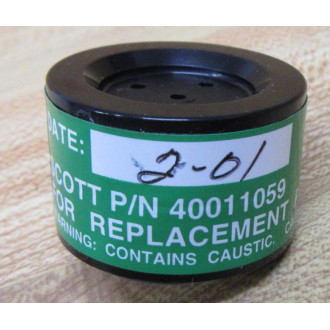 DATE:
2-01
SCOTT P/N 40011059
FOR REPLACEMENT
WARNING: CONTAINS CAUSTIC.